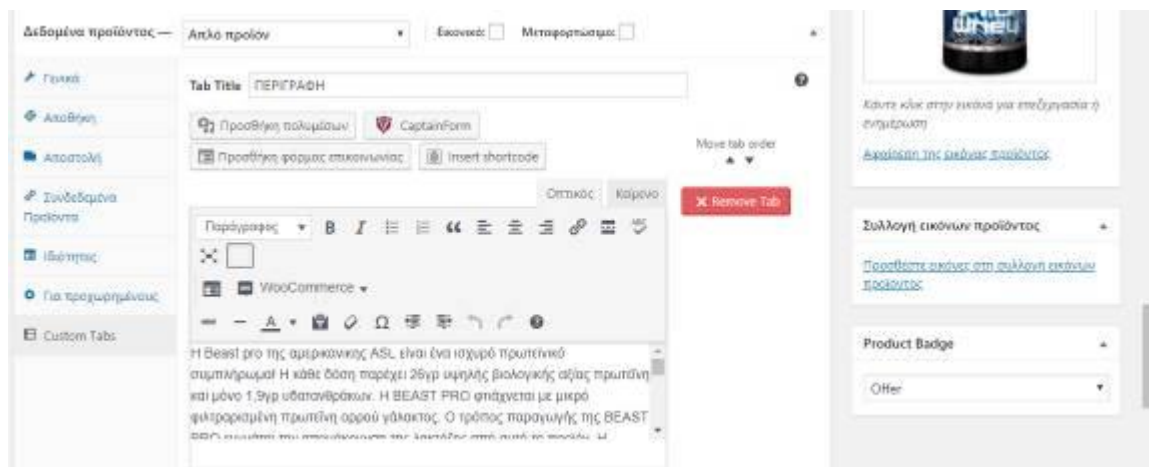 Δεδομένα προϊόντος —
Απλό προϊόν
Εικονικό:
Μεταφορτώσιμο:
Γενικά
Αποθήκη
Αποστολή
Συνδεδεμένα
Προϊόντα
Ιδιότητες
Για προχωρημένους
Custom Tabs
Tab Title ΠΕΡΙΓΡΑΦΗ
Προσθήκη πολυμέσων
CaptainForm
Προσθήκη φόρμας επικοινωνίας
Insert shortcode
Move tab order
Remove Tab
Οπτικός
Κείμενο
Παράγραφος
WooCommerce
Η Beast pro της αμερικάνικης ASL είναι ένα ισχυρό πρωτεϊνικό
συμπλήρωμα! Η κάθε δόση παρέχει 26γρ υψηλής βιολογικής αξίας πρωτεΐνη
και μόνο 1,9γρ υδατανθράκων. Η BEAST PRO φτιάχνεται με μικρό
φιλτραρισμένη πρωτεΐνη ορρού γάλακτος. Ο τρόπος παραγωγής της BEAST
WHEY
Κάντε κλικ στην εικόνα για επεξεργασία ή
ενημέρωση
Αφαίρεση της εικόνας προϊόντος
Συλλογή εικόνων προϊόντος
Προσθέστε εικόνες στη συλλογή εικόνων
προϊόντος
Product Badge
Offer